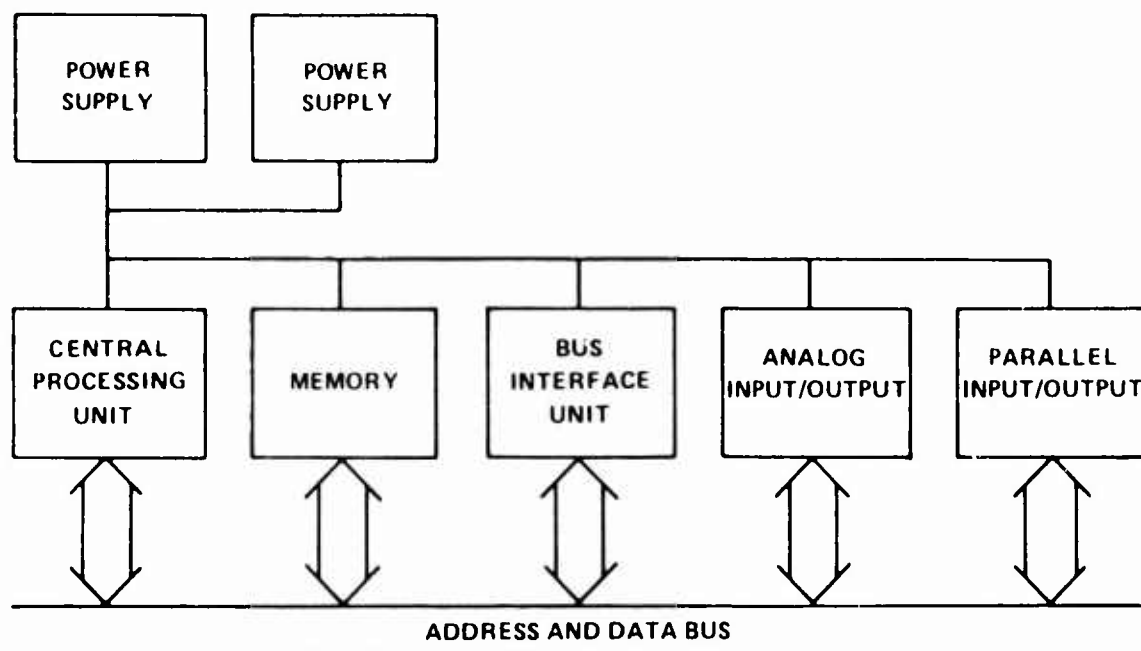 POWER
SUPPLY
POWER
SUPPLY
CENTRAL
PROCESSING
UNIT
MEMORY
BUS
INTERFACE
UNIT
ANALOG
INPUT/OUTPUT
PARALLEL
INPUT/OUTPUT
ADDRESS AND DATA BUS